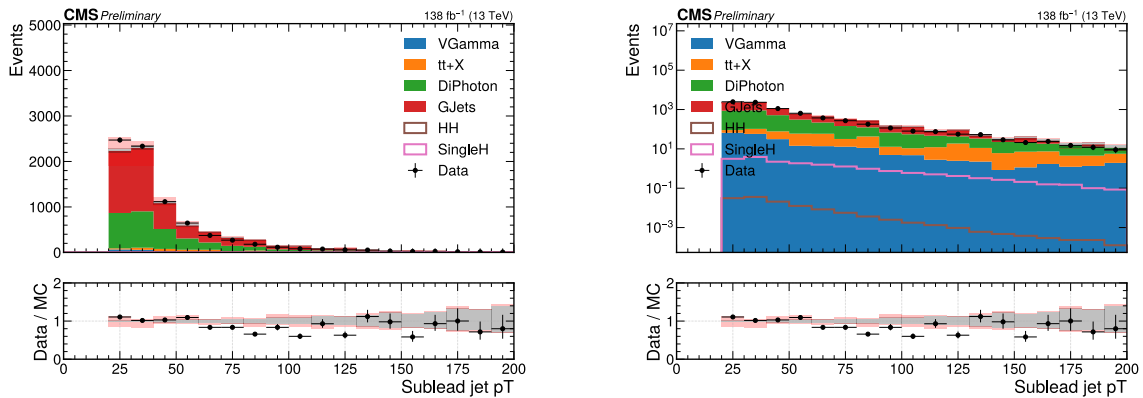 CMS Preliminary 138 fb⁻¹ (13 TeV)
Events
5000
4000
3000
2000
1000
0
VGamma
tt+X
DiPhoton
GJets
HH
SingleH
Data
Data / MC
2
1
0
0 25 50 75 100 125 150 175 200
Sublead jet pT
CMS Preliminary 138 fb⁻¹ (13 TeV)
Events
10⁷
10⁵
10³
10¹
10⁻¹
10⁻³
VGamma
tt+X
DiPhoton
GJets
HH
SingleH
Data
Data / MC
2
1
0
0 25 50 75 100 125 150 175 200
Sublead jet pT